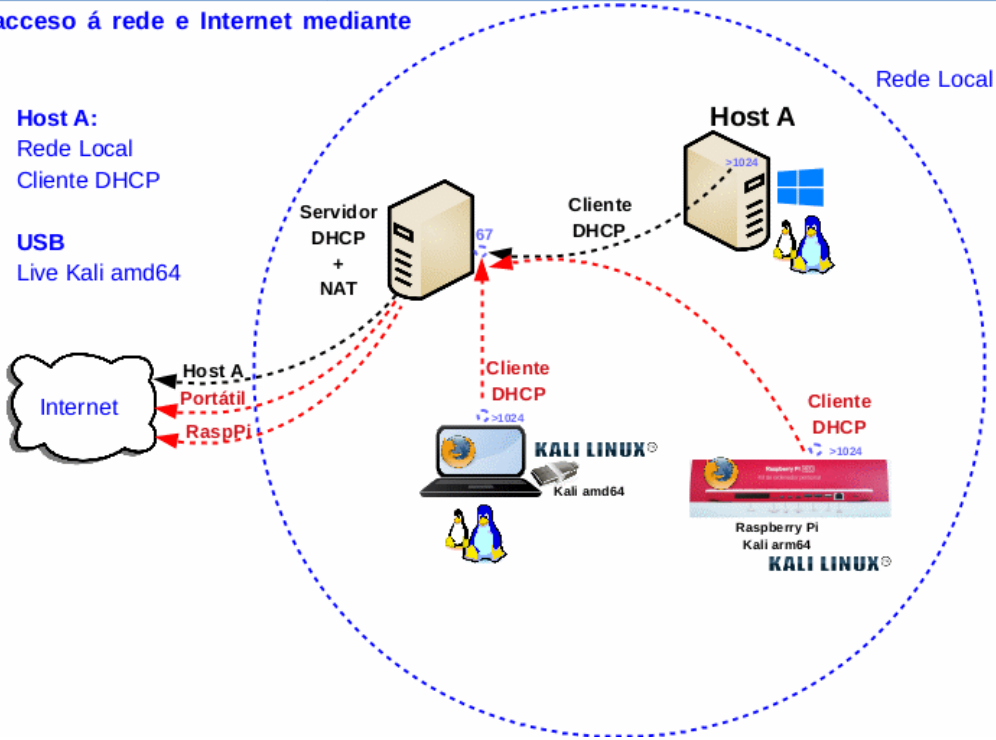 acceso á rede e Internet mediante
Rede Local
Host A:
Rede Local
Cliente DHCP
USB
Live Kali amd64
Host A
>1024
Cliente
DHCP
Servidor
DHCP
+
NAT
67
Internet
Host A
Portátil
RaspPi
Cliente
DHCP
>1024
KALI LINUX
Kali amd64
Cliente
DHCP
>1024
Raspberry Pi
Raspberry Pi
Kali arm64
KALI LINUX